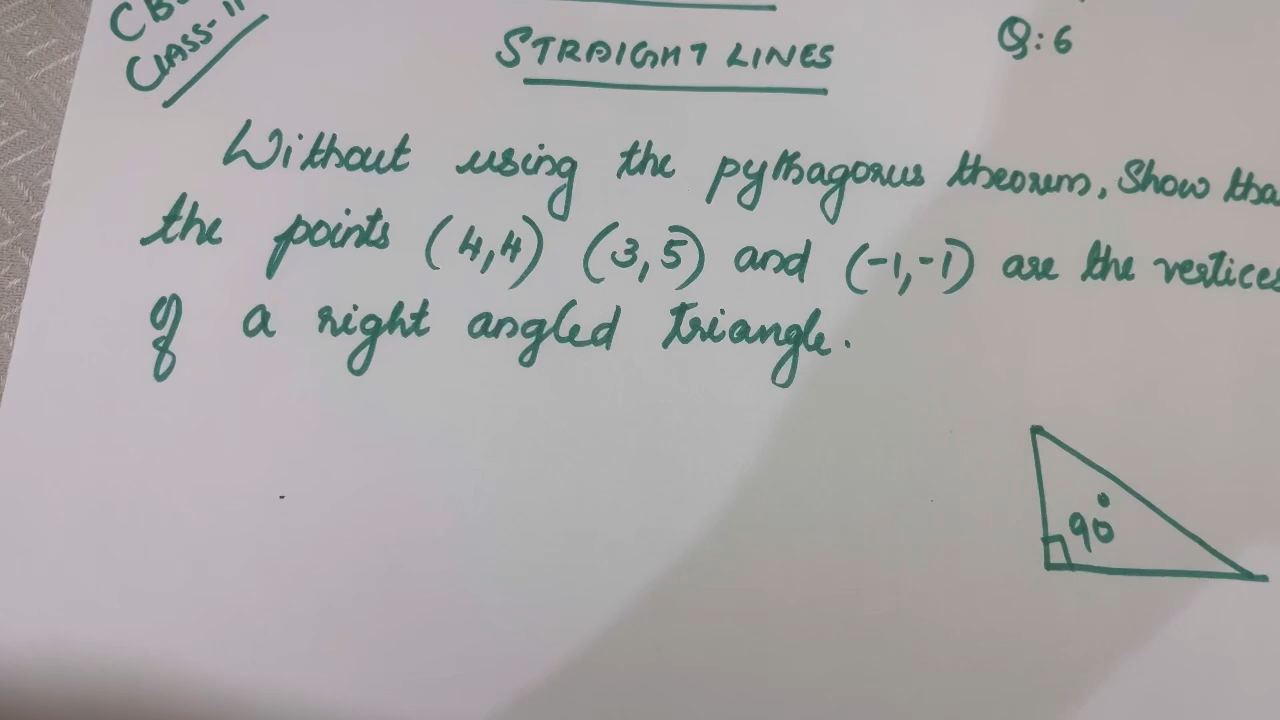 CLASS-11
STRAIGHT LINES
Q:6
Without using the pythagorus theorem, Show tha
the points (4,4) (3,5) and (-1,-1) are the vertices
of a right angled triangle.
90°